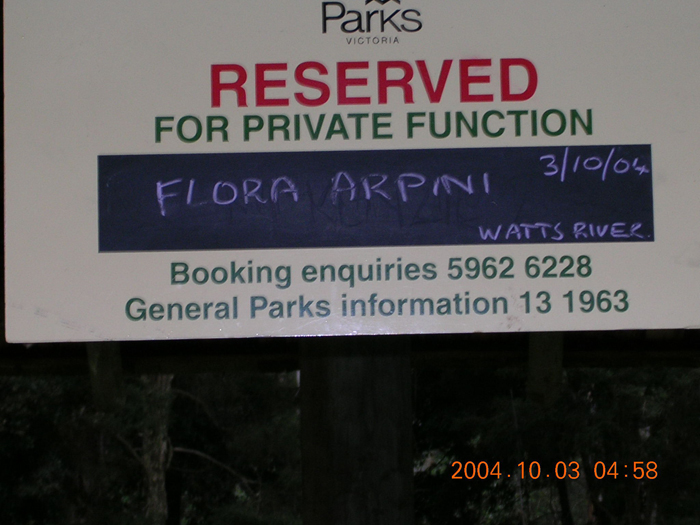 Parks
VICTORIA
RESERVED
FOR PRIVATE FUNCTION
3/10/04
FLORA ARPINI
WATTS RIVER.
Booking enquiries 5962 6228
General Parks information 13 1963
2004.10.03 04:58